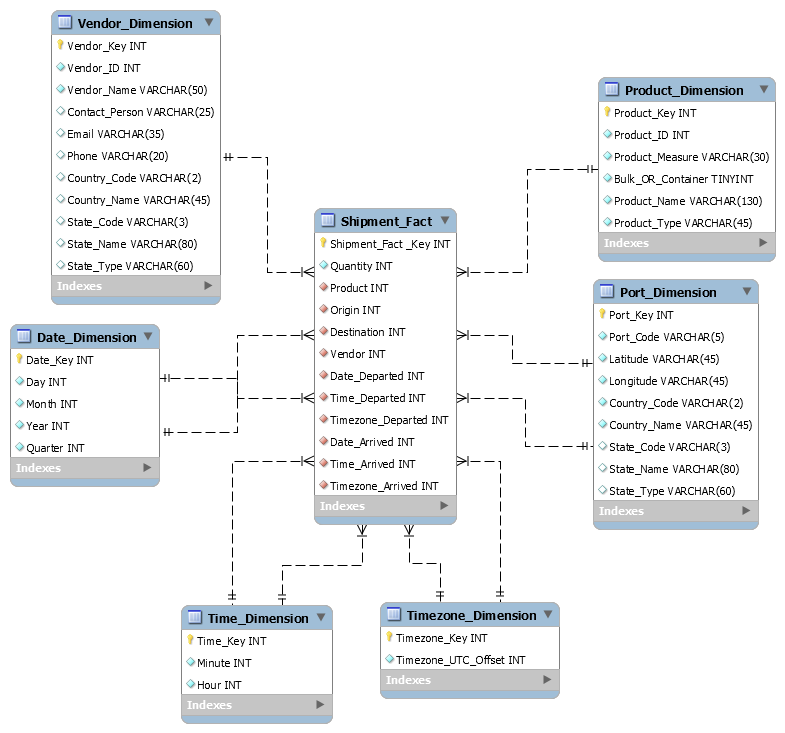 Vendor_Dimension
Vendor_Key INT
Vendor_ID INT
Vendor_Name VARCHAR(50)
Contact_Person VARCHAR(25)
Email VARCHAR(35)
Phone VARCHAR(20)
Country_Code VARCHAR(2)
Country_Name VARCHAR(45)
State_Code VARCHAR(3)
State_Name VARCHAR(80)
State_Type VARCHAR(60)
Indexes
Product_Dimension
Product_Key INT
Product_ID INT
Product_Measure VARCHAR(30)
Bulk_OR_Container TINYINT
Product_Name VARCHAR(130)
Product_Type VARCHAR(45)
Indexes
Shipment_Fact
Shipment_Fact _Key INT
Quantity INT
Product INT
Origin INT
Destination INT
Vendor INT
Date_Departed INT
Time_Departed INT
Timezone_Departed INT
Date_Arrived INT
Time_Arrived INT
Timezone_Arrived INT
Indexes
Port_Dimension
Port_Key INT
Port_Code VARCHAR(5)
Latitude VARCHAR(45)
Longitude VARCHAR(45)
Country_Code VARCHAR(2)
Country_Name VARCHAR(45)
State_Code VARCHAR(3)
State_Name VARCHAR(80)
State_Type VARCHAR(60)
Indexes
Date_Dimension
Date_Key INT
Day INT
Month INT
Year INT
Quarter INT
Indexes
Time_Dimension
Time_Key INT
Minute INT
Hour INT
Indexes
Timezone_Dimension
Timezone_Key INT
Timezone_UTC_Offset INT
Indexes